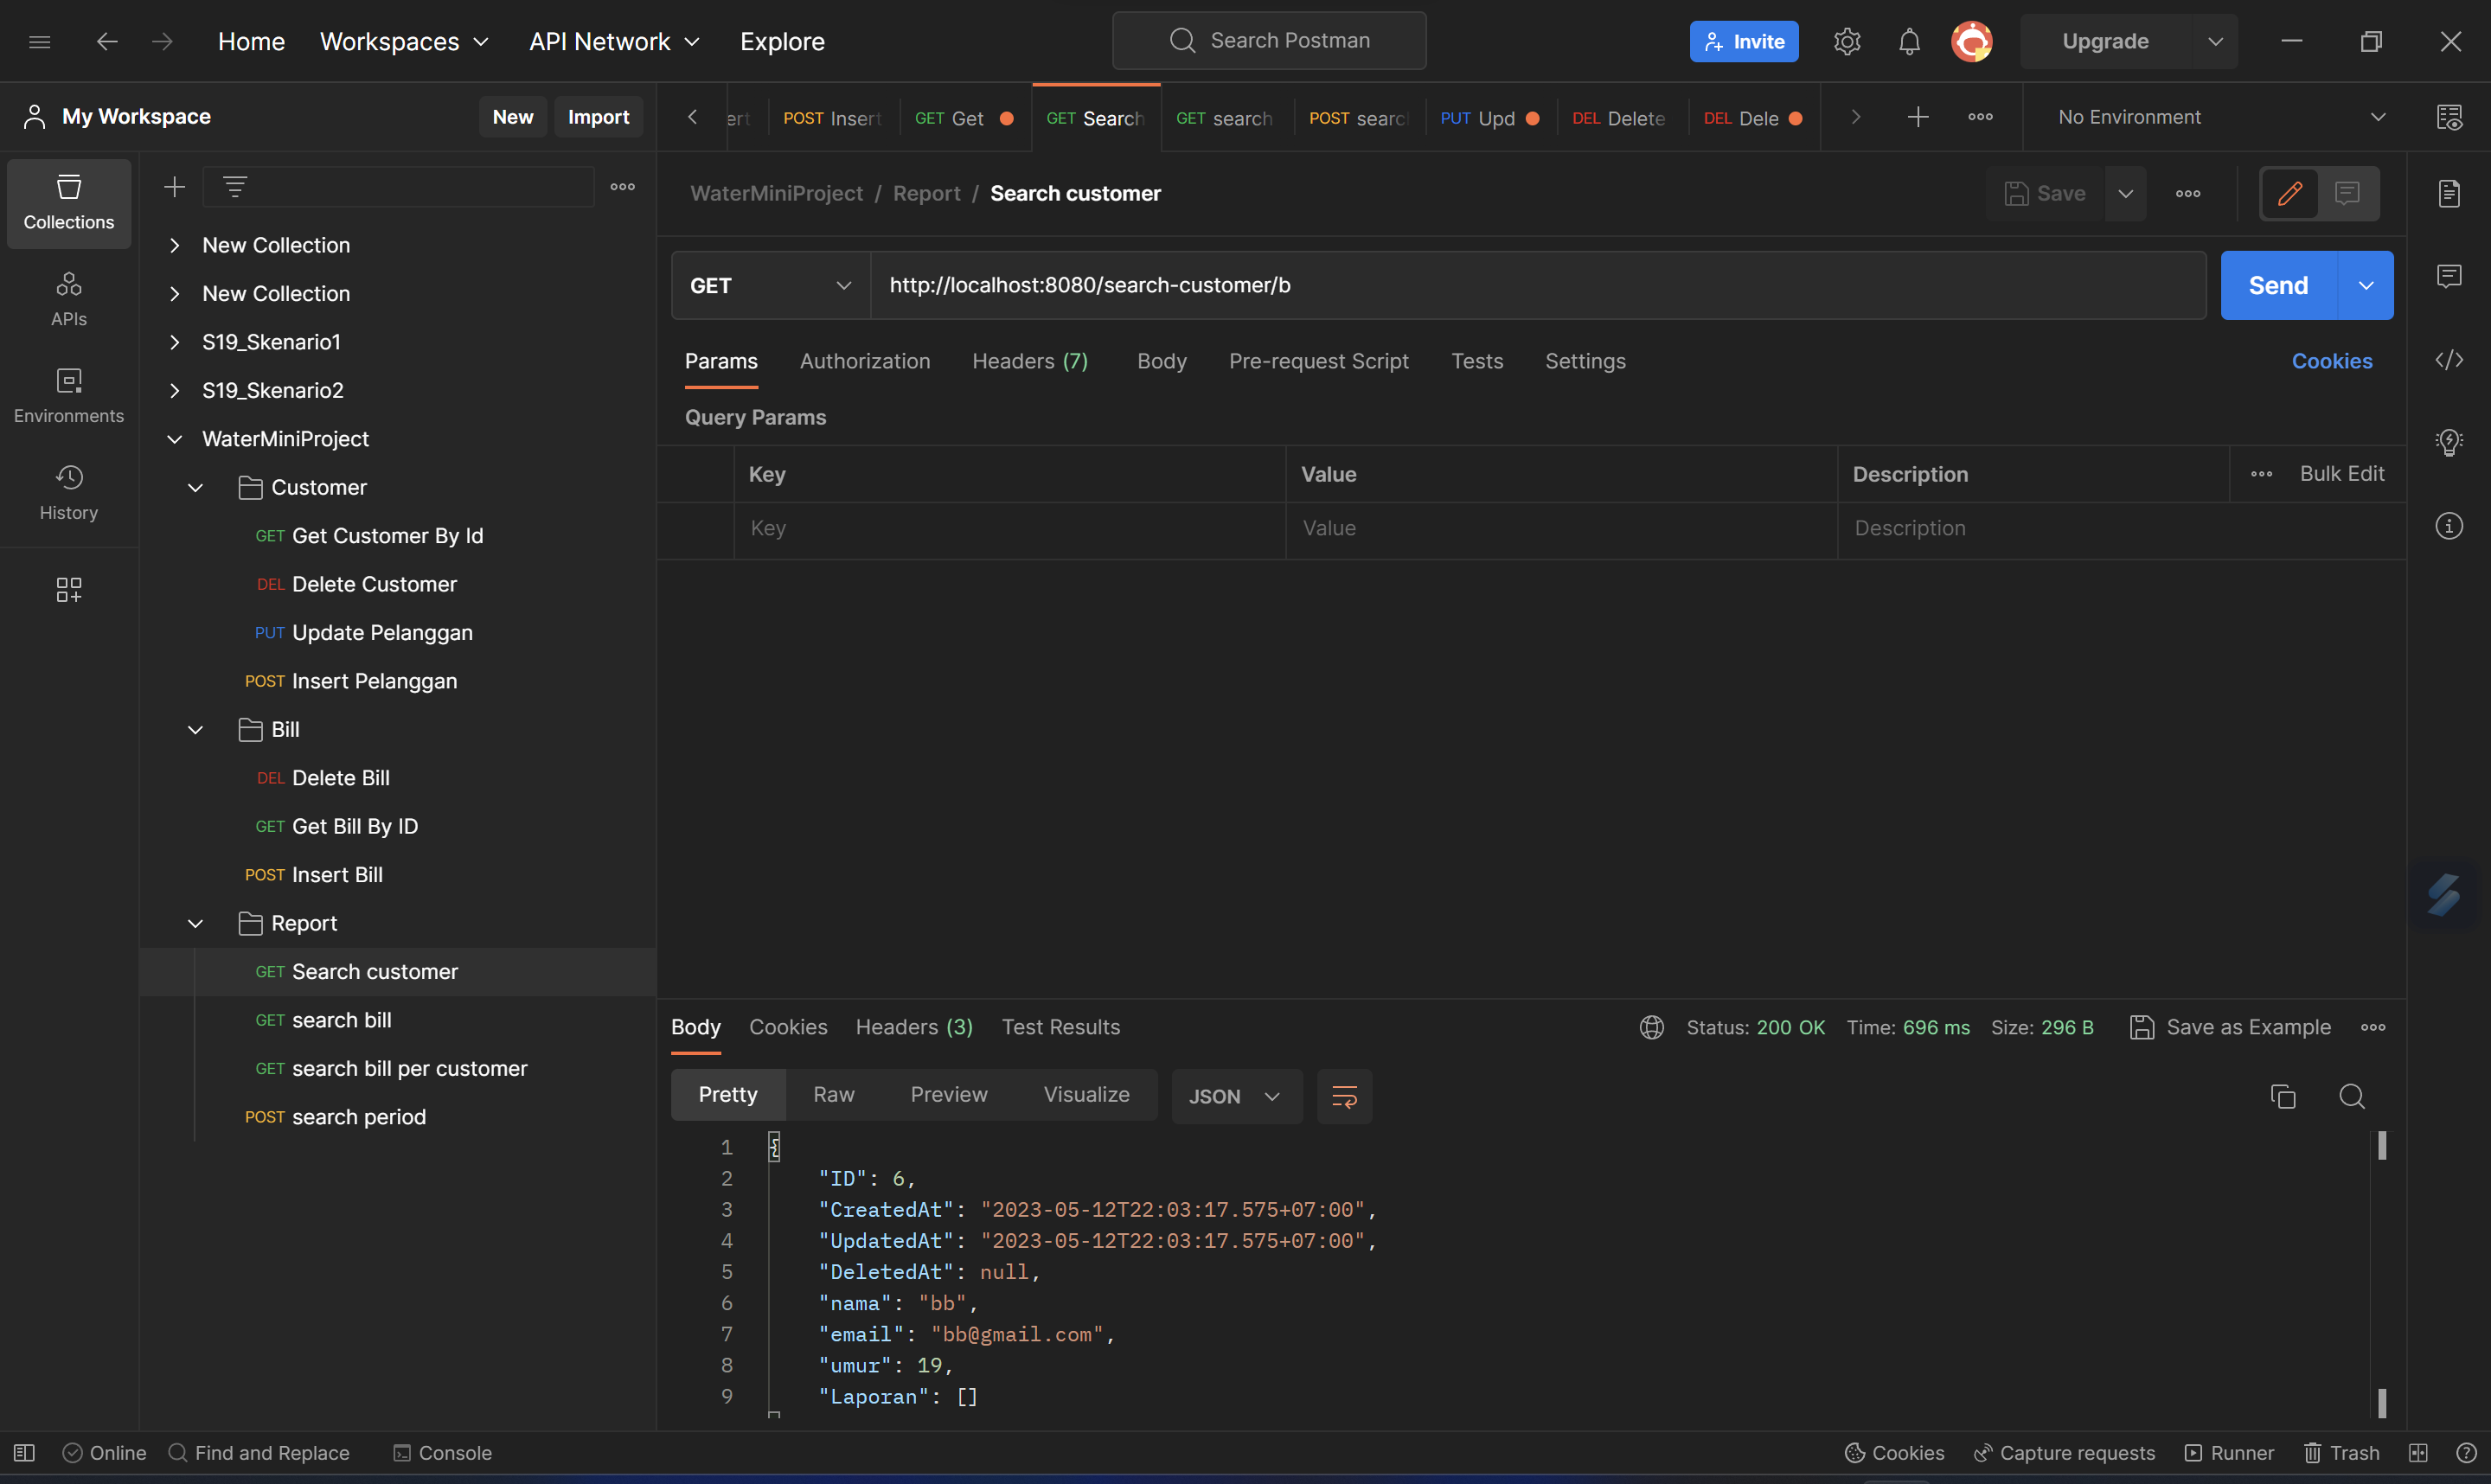 Home Workspaces API Network Explore Search Postman Invite Upgrade
My Workspace New Import
ert POST Insert GET Get GET Search GET search POST searc PUT Upd DEL Delete DEL Dele No Environment
Collections
APIs
Environments
History
New Collection
New Collection
S19_Skenario1
S19_Skenario2
WaterMiniProject
Customer
GET Get Customer By Id
DEL Delete Customer
PUT Update Pelanggan
POST Insert Pelanggan
Bill
DEL Delete Bill
GET Get Bill By ID
POST Insert Bill
Report
GET Search customer
GET search bill
GET search bill per customer
POST search period
WaterMiniProject / Report / Search customer Save
GET http://localhost:8080/search-customer/b Send
Params Authorization Headers (7) Body Pre-request Script Tests Settings Cookies
Query Params
Key Value Description Bulk Edit
Key Value Description
Body Cookies Headers (3) Test Results Status: 200 OK Time: 696 ms Size: 296 B Save as Example
Pretty Raw Preview Visualize JSON
1 {
2 "ID": 6,
3 "CreatedAt": "2023-05-12T22:03:17.575+07:00",
4 "UpdatedAt": "2023-05-12T22:03:17.575+07:00",
5 "DeletedAt": null,
6 "nama": "bb",
7 "email": "bb@gmail.com",
8 "umur": 19,
9 "Laporan": []
Online Find and Replace Console Cookies Capture requests Runner Trash